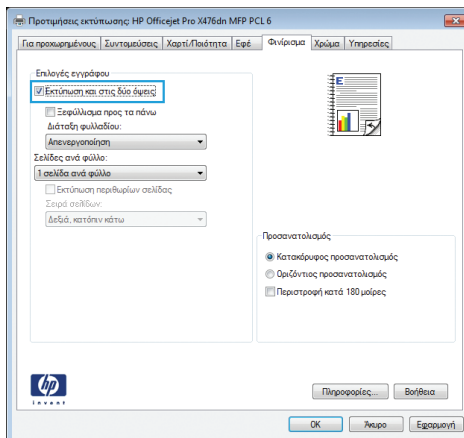 Προτιμήσεις εκτύπωσης: HP Officejet Pro X476dn MFP PCL 6
Για προχωρημένους Συντομεύσεις Χαρτί/Ποιότητα Εφέ Φινίρισμα Χρώμα Υπηρεσίες
Επιλογές εγγράφου
Εκτύπωση και στις δύο όψεις
Ξεφύλλισμα προς τα πάνω
Διάταξη φυλλαδίου:
Απενεργοποίηση
Σελίδες ανά φύλλο:
1 σελίδα ανά φύλλο
Εκτύπωση περιθωρίων σελίδας
Σειρά σελίδων:
Δεξιά, κατόπιν κάτω
E
Προσανατολισμός
Κατακόρυφος προσανατολισμός
Οριζόντιος προσανατολισμός
Περιστροφή κατά 180 μοίρες
hp
invent
Πληροφορίες... Βοήθεια
OK Άκυρο Εφαρμογή